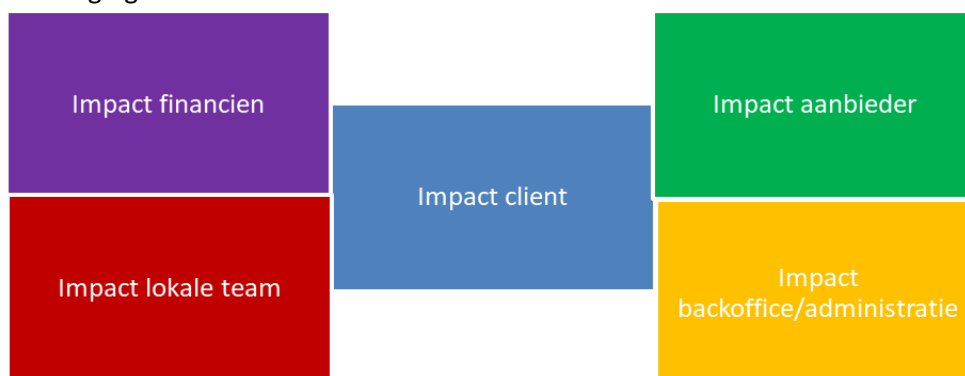 Impact financien
Impact aanbieder
Impact client
Impact lokale team
Impact
backoffice/administratie